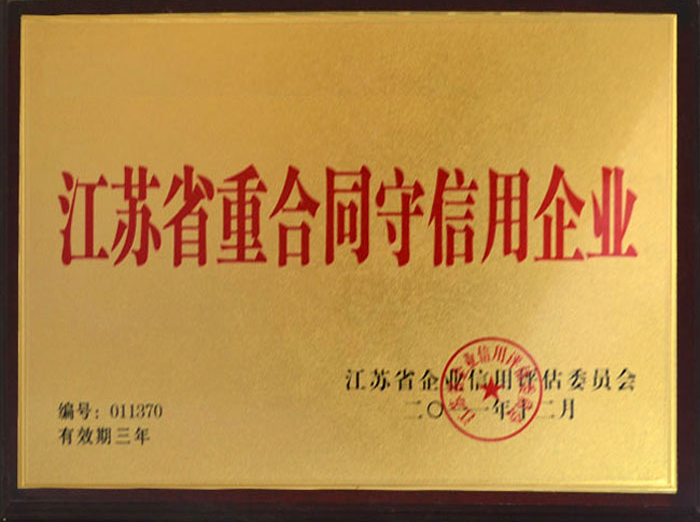 江苏省重合同守信用企业
江苏省企业信用评估委员会
二〇一一年十二月
编号：011370
有效期三年